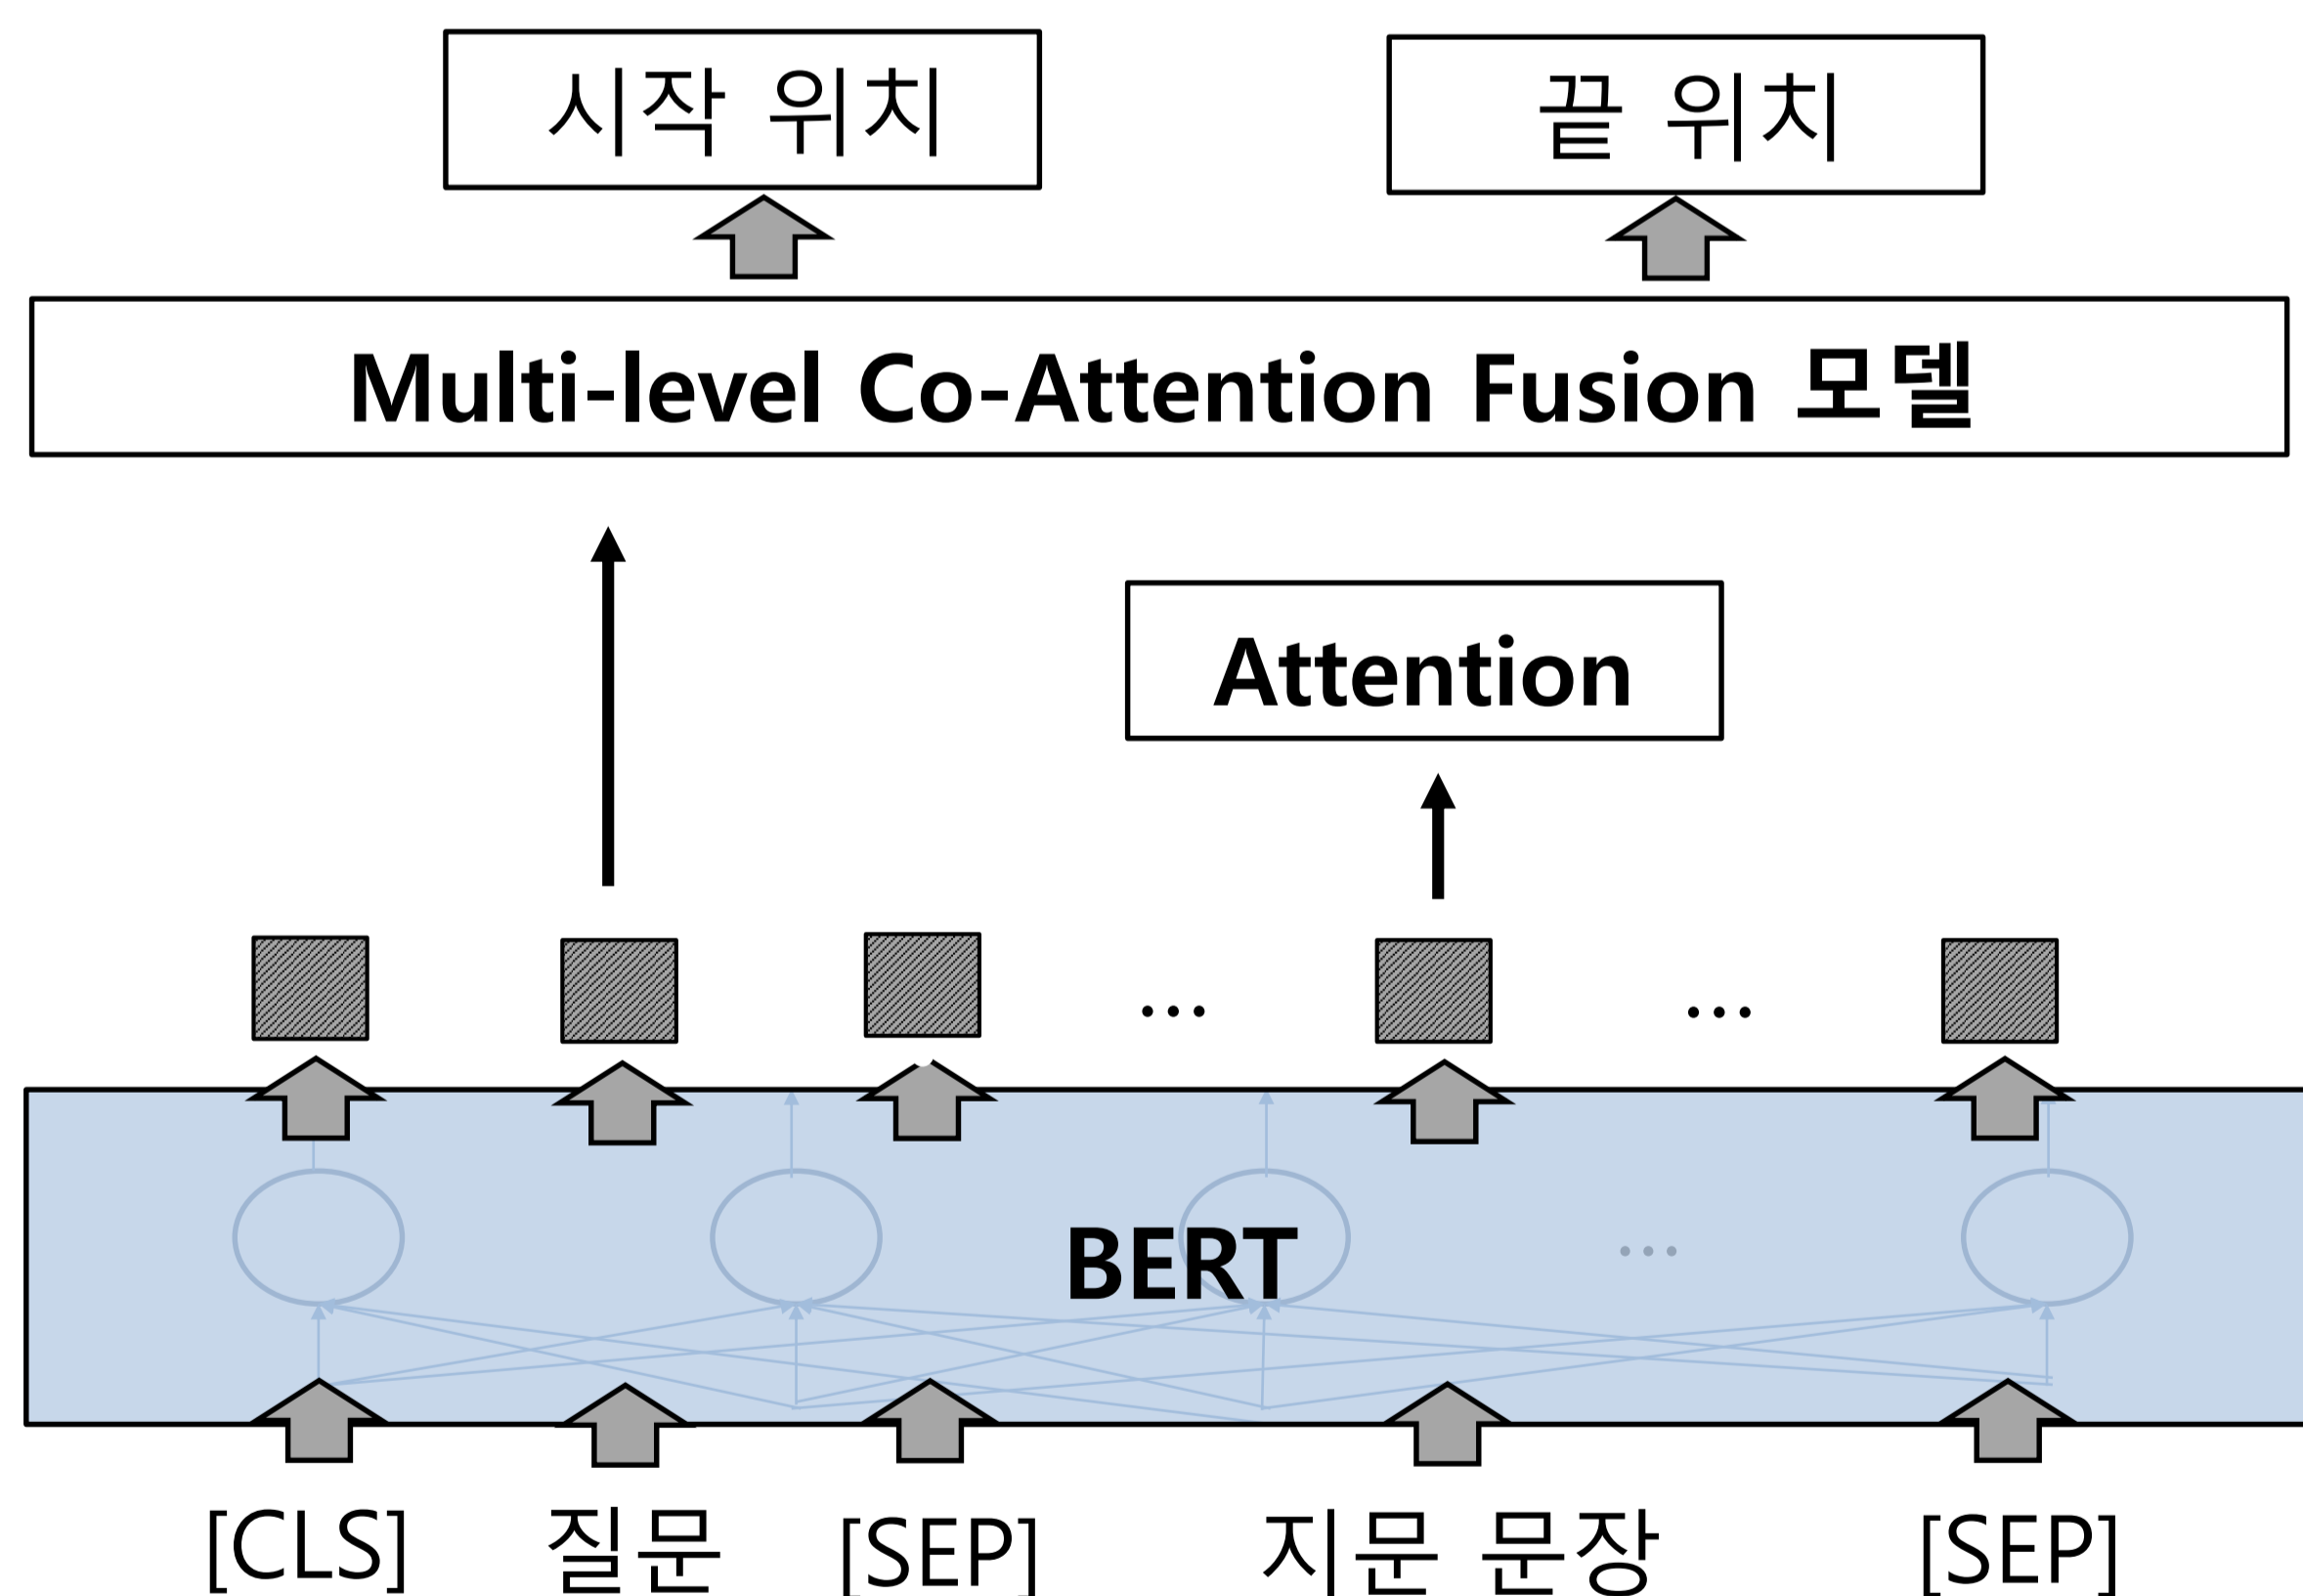 시작 위치
끝 위치
Multi-level Co-Attention Fusion 모델
Attention
...
...
BERT
...
[CLS] 질문 [SEP] 지문 문장 [SEP]